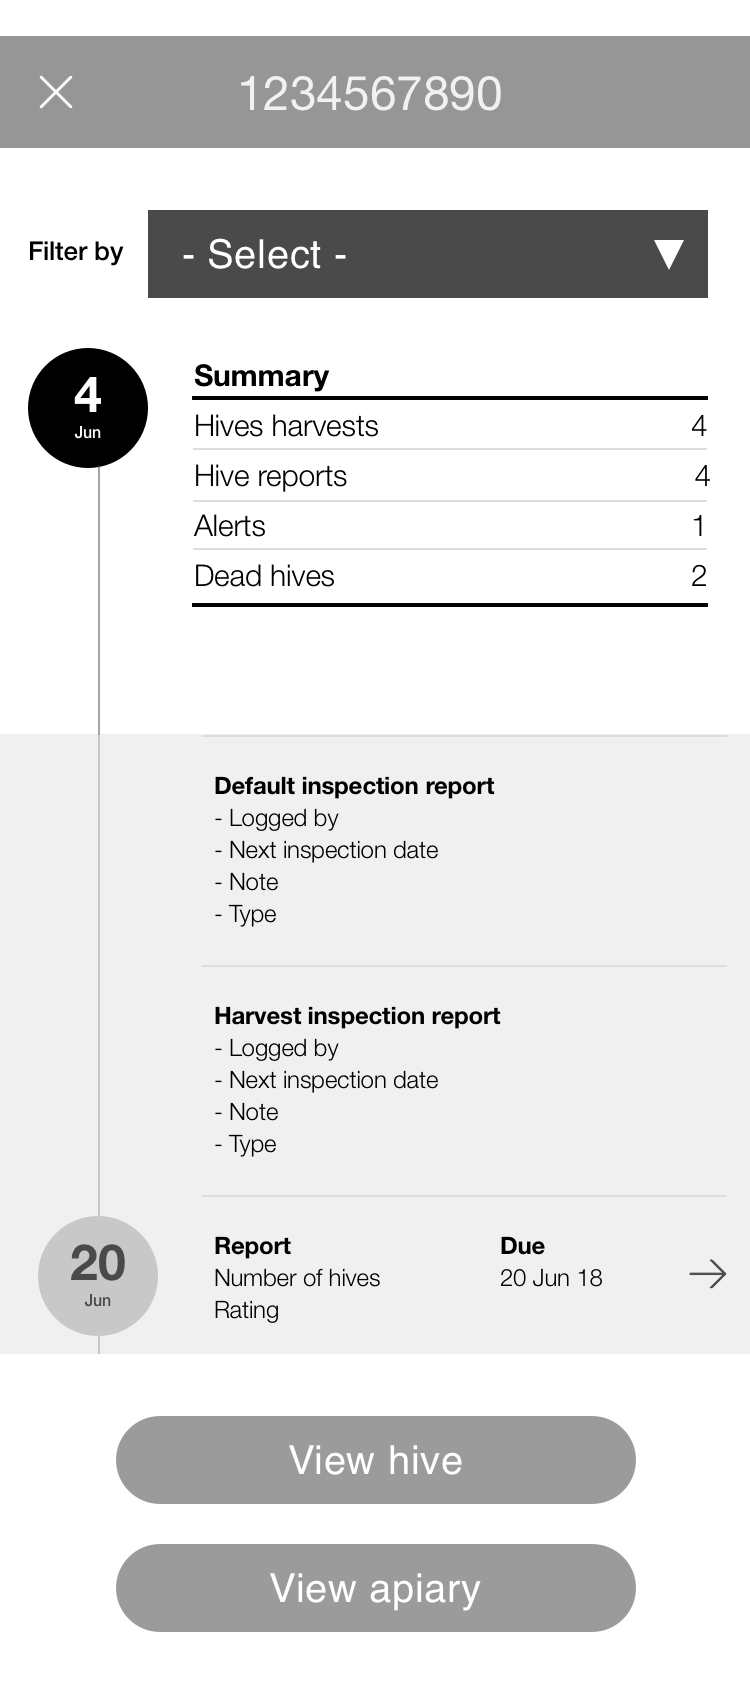 1234567890
Filter by
- Select -
4
Jun
Summary
Hives harvests 4
Hive reports 4
Alerts 1
Dead hives 2
Default inspection report
- Logged by
- Next inspection date
- Note
- Type
Harvest inspection report
- Logged by
- Next inspection date
- Note
- Type
20
Jun
Report Due
Number of hives 20 Jun 18
Rating
View hive
View apiary